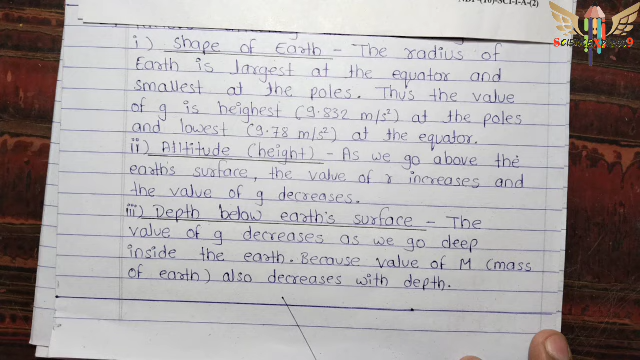 i) Shape of Earth - The radius of
Earth is largest at the equator and
smallest at the poles. Thus the value
of g is heighest (9.832 m/s²) at the poles
and lowest (9.78 m/s²) at the equator.
ii) Altitude (height) - As we go above the
earth's surface, the value of r increases and
the value of g decreases.
iii) Depth below earth's surface - The
value of g decreases as we go deep
inside the earth. Because value of M (mass
of earth) also decreases with depth.